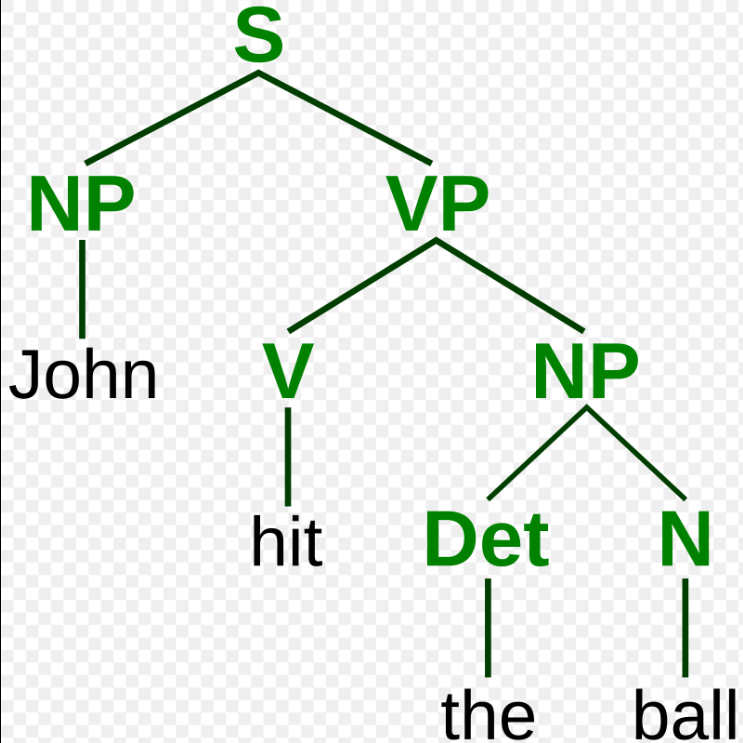 S
NP VP
John V NP
hit Det N
the ball